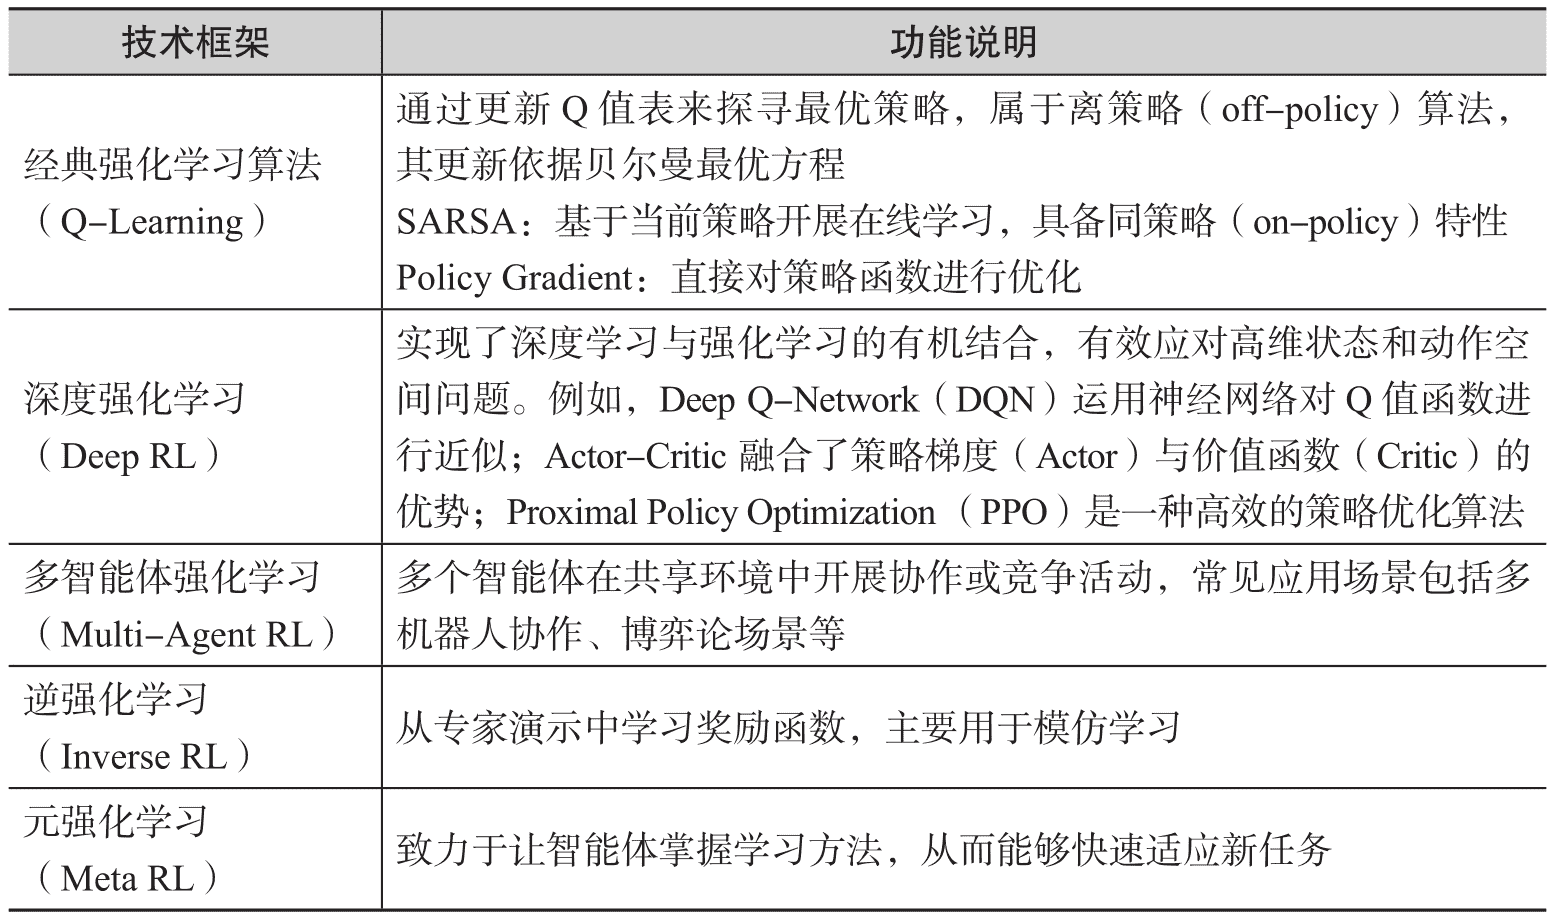 技术框架
功能说明
经典强化学习算法
（Q-Learning）
通过更新 Q 值表来探寻最优策略，属于离策略（off-policy）算法，
其更新依据贝尔曼最优方程
SARSA：基于当前策略开展在线学习，具备同策略（on-policy）特性
Policy Gradient：直接对策略函数进行优化
深度强化学习
（Deep RL）
实现了深度学习与强化学习的有机结合，有效应对高维状态和动作空
间问题。例如，Deep Q-Network（DQN）运用神经网络对 Q 值函数进
行近似；Actor-Critic 融合了策略梯度（Actor）与价值函数（Critic）的
优势；Proximal Policy Optimization（PPO）是一种高效的策略优化算法
多智能体强化学习
（Multi-Agent RL）
多个智能体在共享环境中开展协作或竞争活动，常见应用场景包括多
机器人协作、博弈论场景等
逆强化学习
（Inverse RL）
从专家演示中学习奖励函数，主要用于模仿学习
元强化学习
（Meta RL）
致力于让智能体掌握学习方法，从而能够快速适应新任务